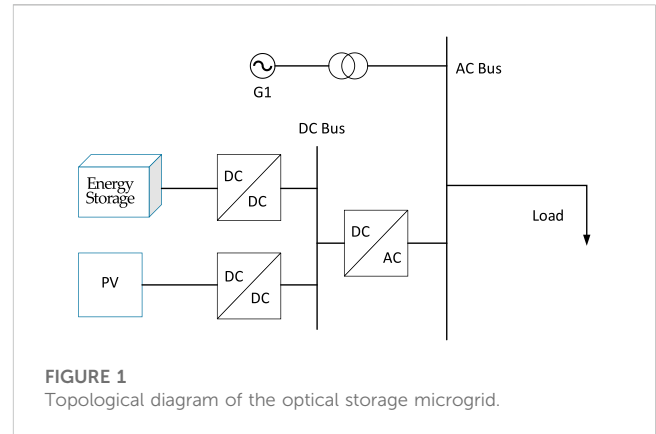 AC Bus
G1
DC Bus
Energy
Storage
DC
DC
Load
DC
AC
PV
DC
DC
FIGURE 1
Topological diagram of the optical storage microgrid.